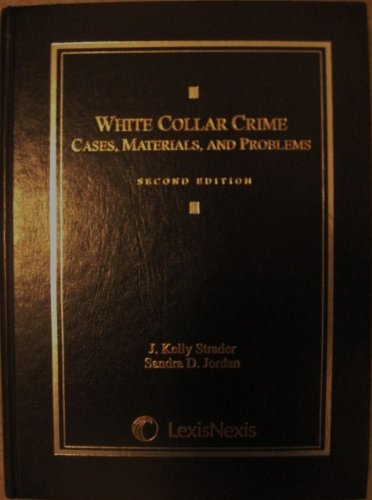 WHITE COLLAR CRIME
CASES, MATERIALS, AND PROBLEMS
SECOND EDITION
J. Kelly Strader
Sandra D. Jordan
LexisNexis